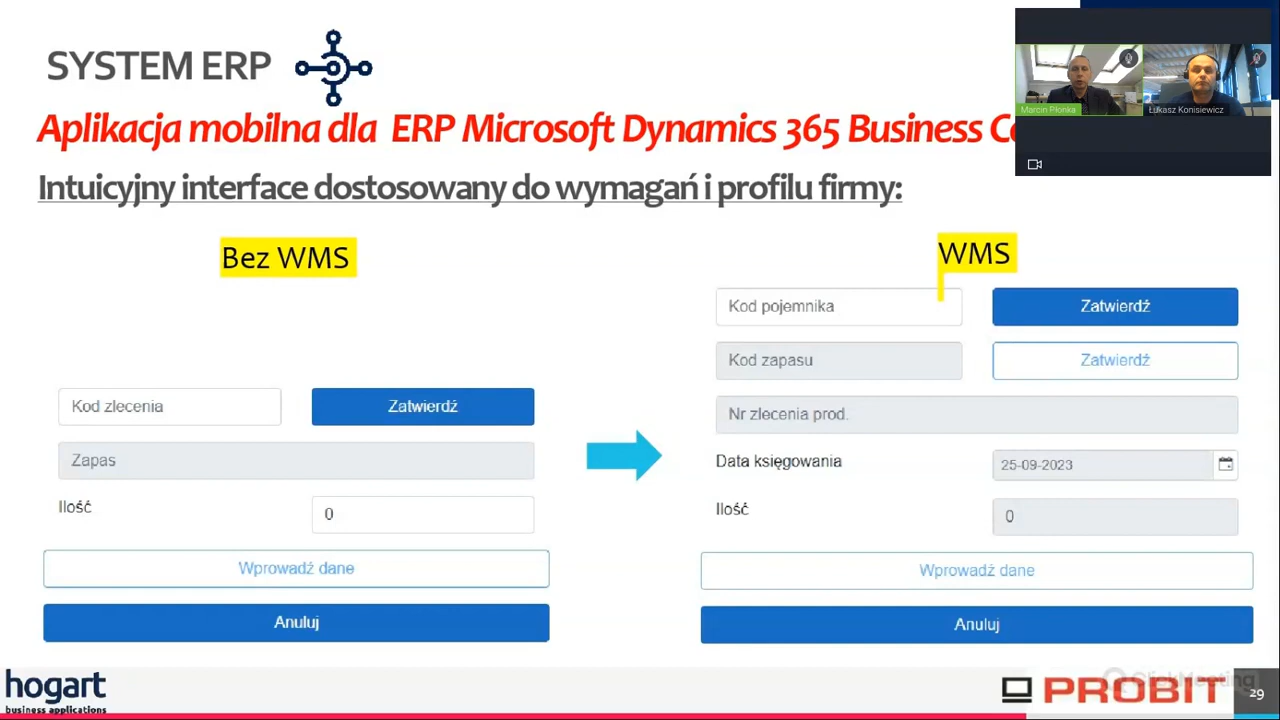 SYSTEM ERP
Aplikacja mobilna dla ERP Microsoft Dynamics 365 Business
Marcin Płonka
Łukasz Konisiewicz
Intuicyjny interface dostosowany do wymagań i profilu firmy:
Bez WMS
WMS
Kod zlecenia
Zatwierdź
Zapas
Ilość
0
Wprowadź dane
Anuluj
Kod pojemnika
Zatwierdź
Kod zapasu
Zatwierdź
Nr zlecenia prod.
Data księgowania
25-09-2023
Ilość
0
Wprowadź dane
Anuluj
hogart
business applications
ClickMeeting
PROBIT
29